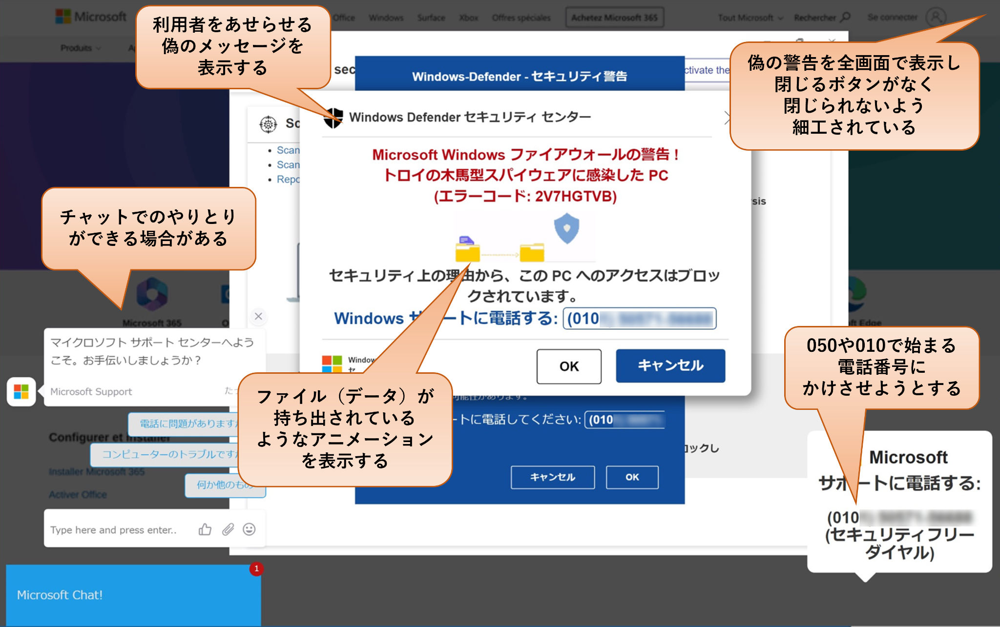 Microsoft
Office
Windows
Surface
Xbox
Offres spéciales
Achetez Microsoft 365
Tout Microsoft
Rechercher
Se connecter
Produits
利用者をあせらせる
偽のメッセージを
表示する
偽の警告を全画面で表示し
閉じるボタンがなく
閉じられないよう
細工されている
sec
Windows-Defender - セキュリティ警告
ctivate the
Windows Defender セキュリティ センター
Sc
Scan
Scan
Repo
Microsoft Windows ファイアウォールの警告！
トロイの木馬型スパイウェアに感染した PC
(エラーコード: 2V7HGTVB)
sis
チャットでのやりとり
ができる場合がある
セキュリティ上の理由から、この PC へのアクセスはブロッ
クされています。
Windows サポートに電話する: (010
Microsoft 365
ft Edge
マイクロソフト サポート センターへよう
こそ。お手伝いしましょうか？
Microsoft Support
た
Window
セ
OK
キャンセル
050や010で始まる
電話番号に
かけさせようとする
ファイル（データ）が
持ち出されている
ようなアニメーション
を表示する
可能性があります。
ートに電話してください: (010
電話に問題がありますか
Configurer et installer
コンピューターのトラブルですか
Installer Microsoft 365
何か他のもの
Activer Office
ロックし
キャンセル
OK
Microsoft
サポートに電話する:
(010
(セキュリティフリー
ダイヤル)
Type here and press enter..
1
Microsoft Chat!